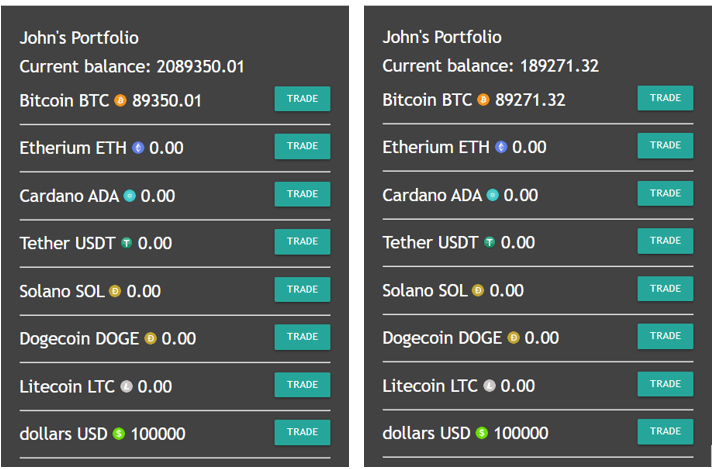 John's Portfolio
Current balance: 2089350.01
Bitcoin BTC 89350.01 TRADE
Etherium ETH 0.00 TRADE
Cardano ADA 0.00 TRADE
Tether USDT 0.00 TRADE
Solano SOL 0.00 TRADE
Dogecoin DOGE 0.00 TRADE
Litecoin LTC 0.00 TRADE
dollars USD 100000 TRADE
John's Portfolio
Current balance: 189271.32
Bitcoin BTC 89271.32 TRADE
Etherium ETH 0.00 TRADE
Cardano ADA 0.00 TRADE
Tether USDT 0.00 TRADE
Solano SOL 0.00 TRADE
Dogecoin DOGE 0.00 TRADE
Litecoin LTC 0.00 TRADE
dollars USD 100000 TRADE